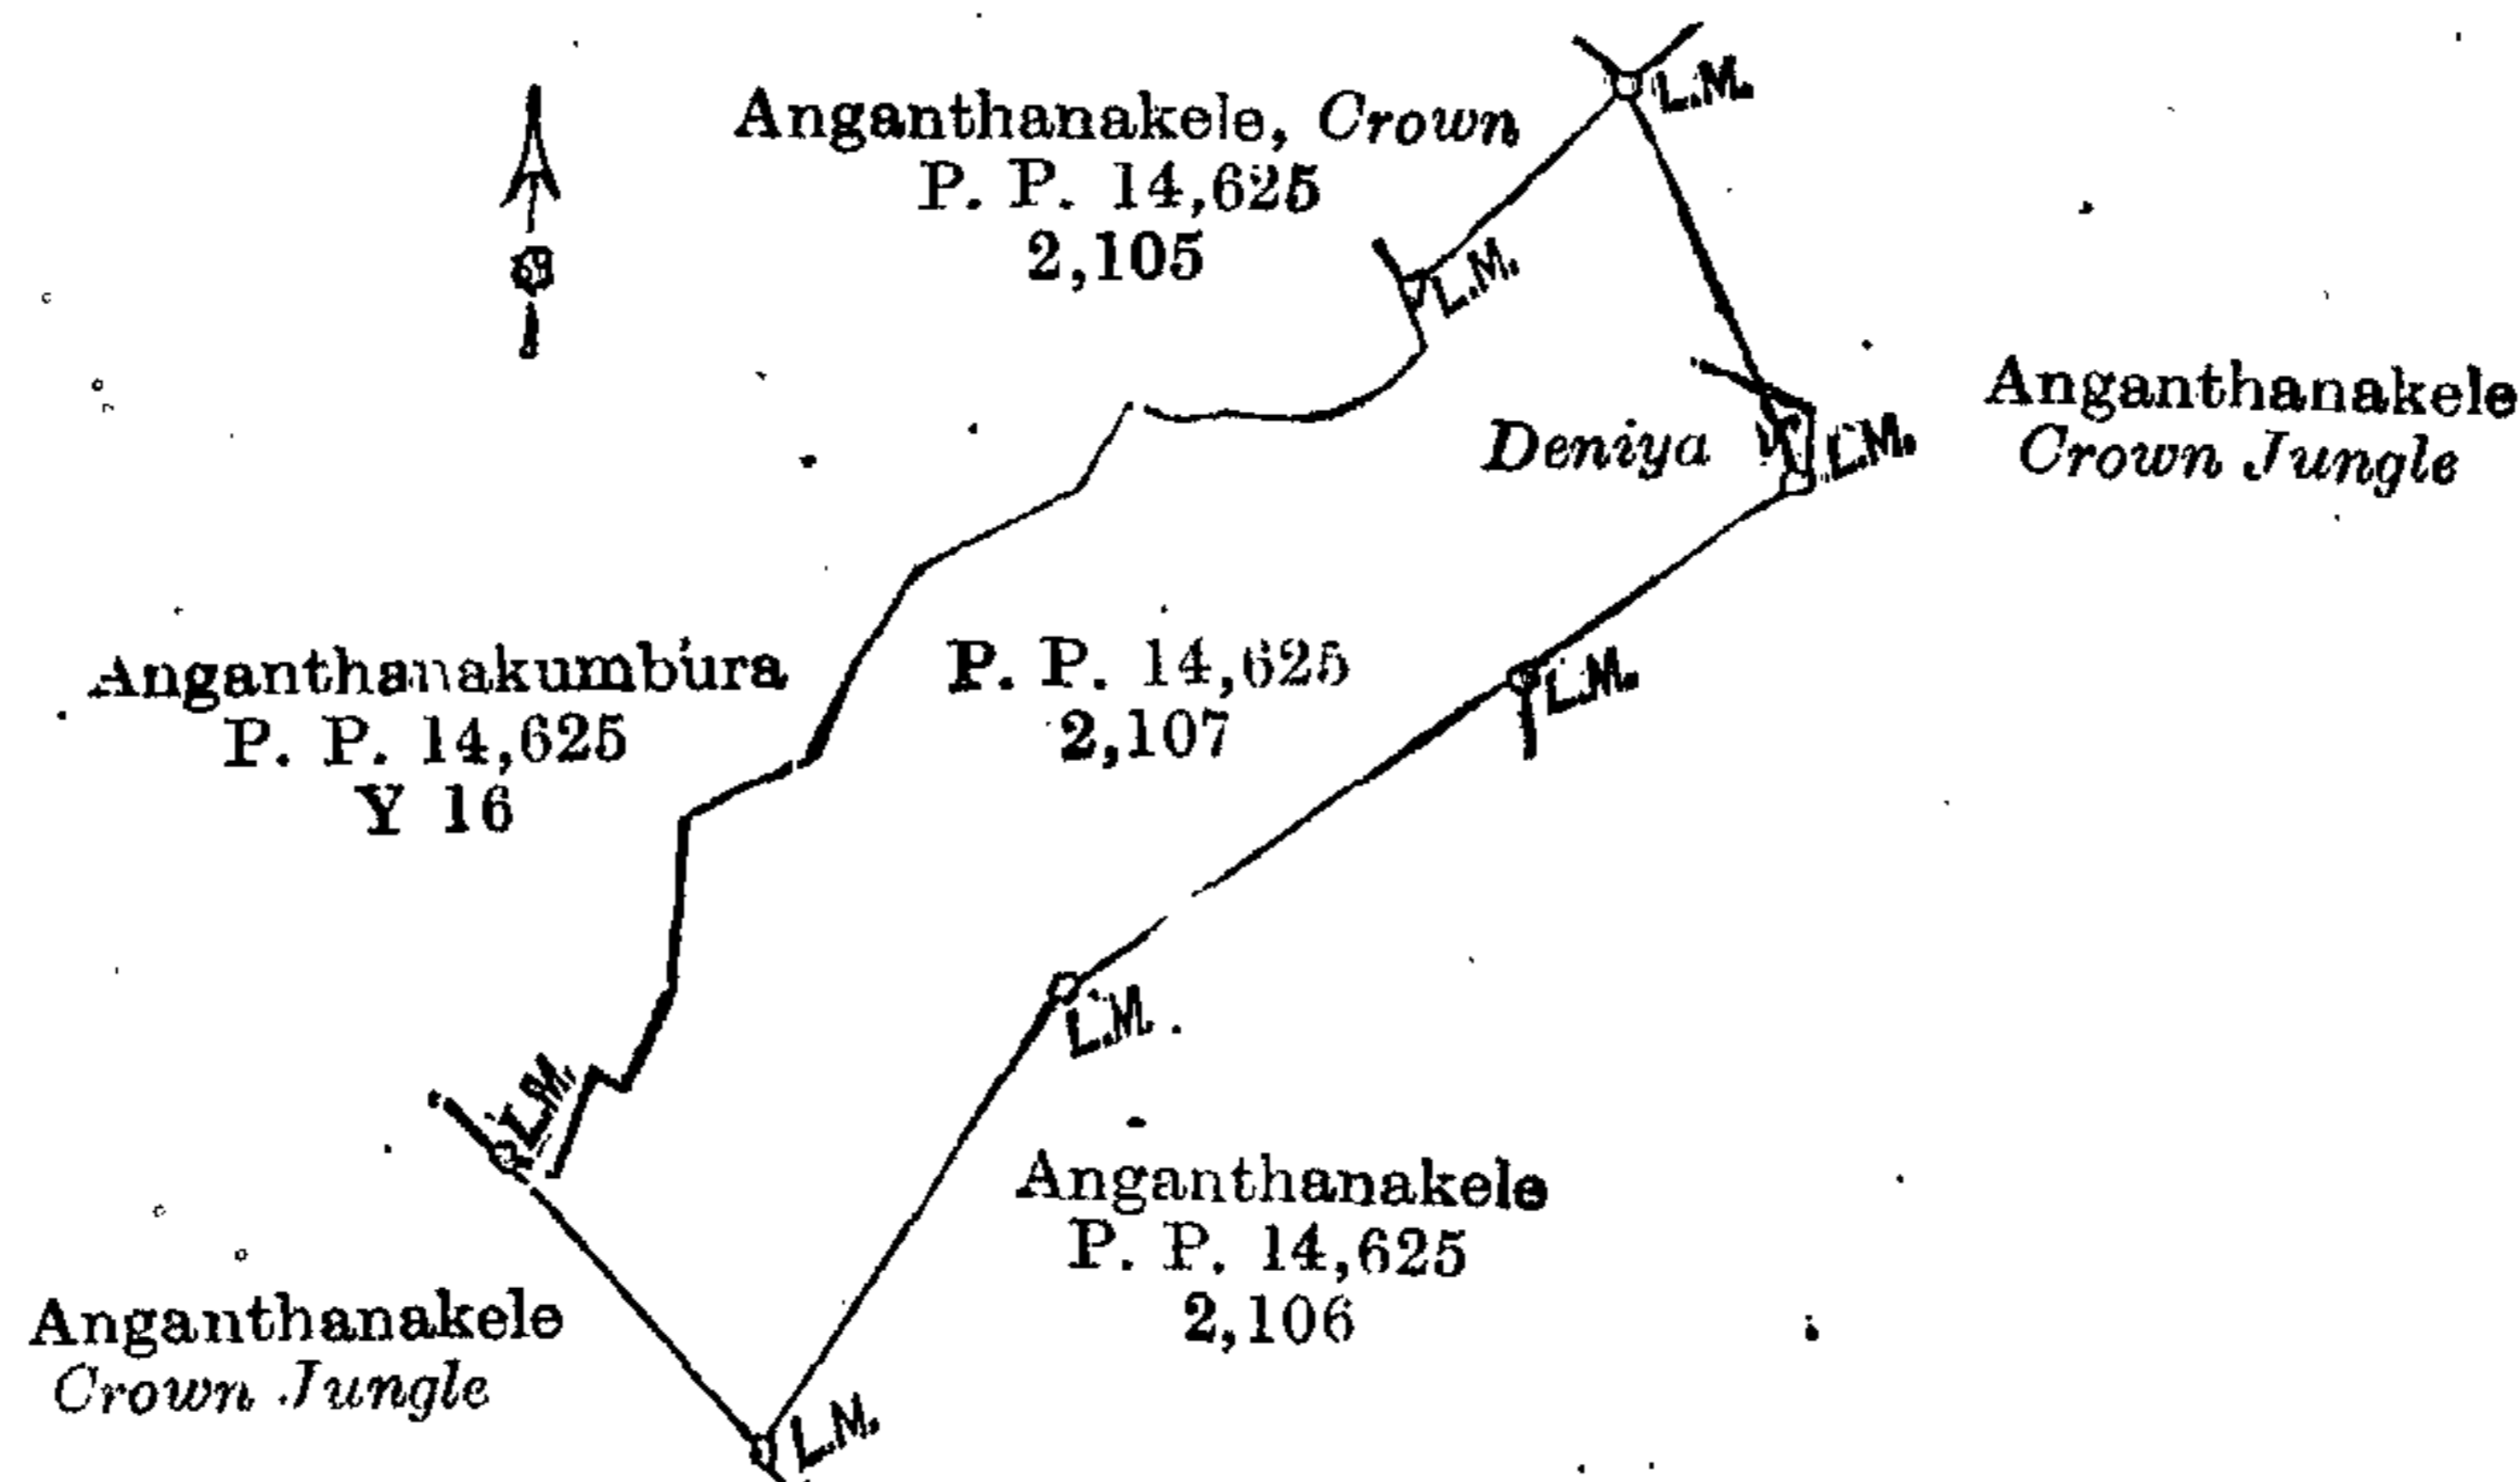 L.M.
Anganthanakele, Crown
P. P. 14,625
2,105
L.M.
Anganthanakele
Crown Jungle
Deniya
L.M.
Anganthanakumbura
P. P. 14,625
Y 16
P. P. 14,625
2,107
L.M.
L.M.
L.M.
Anganthanakele
P. P. 14,625
2,106
Anganthanakele
Crown Jungle
L.M.